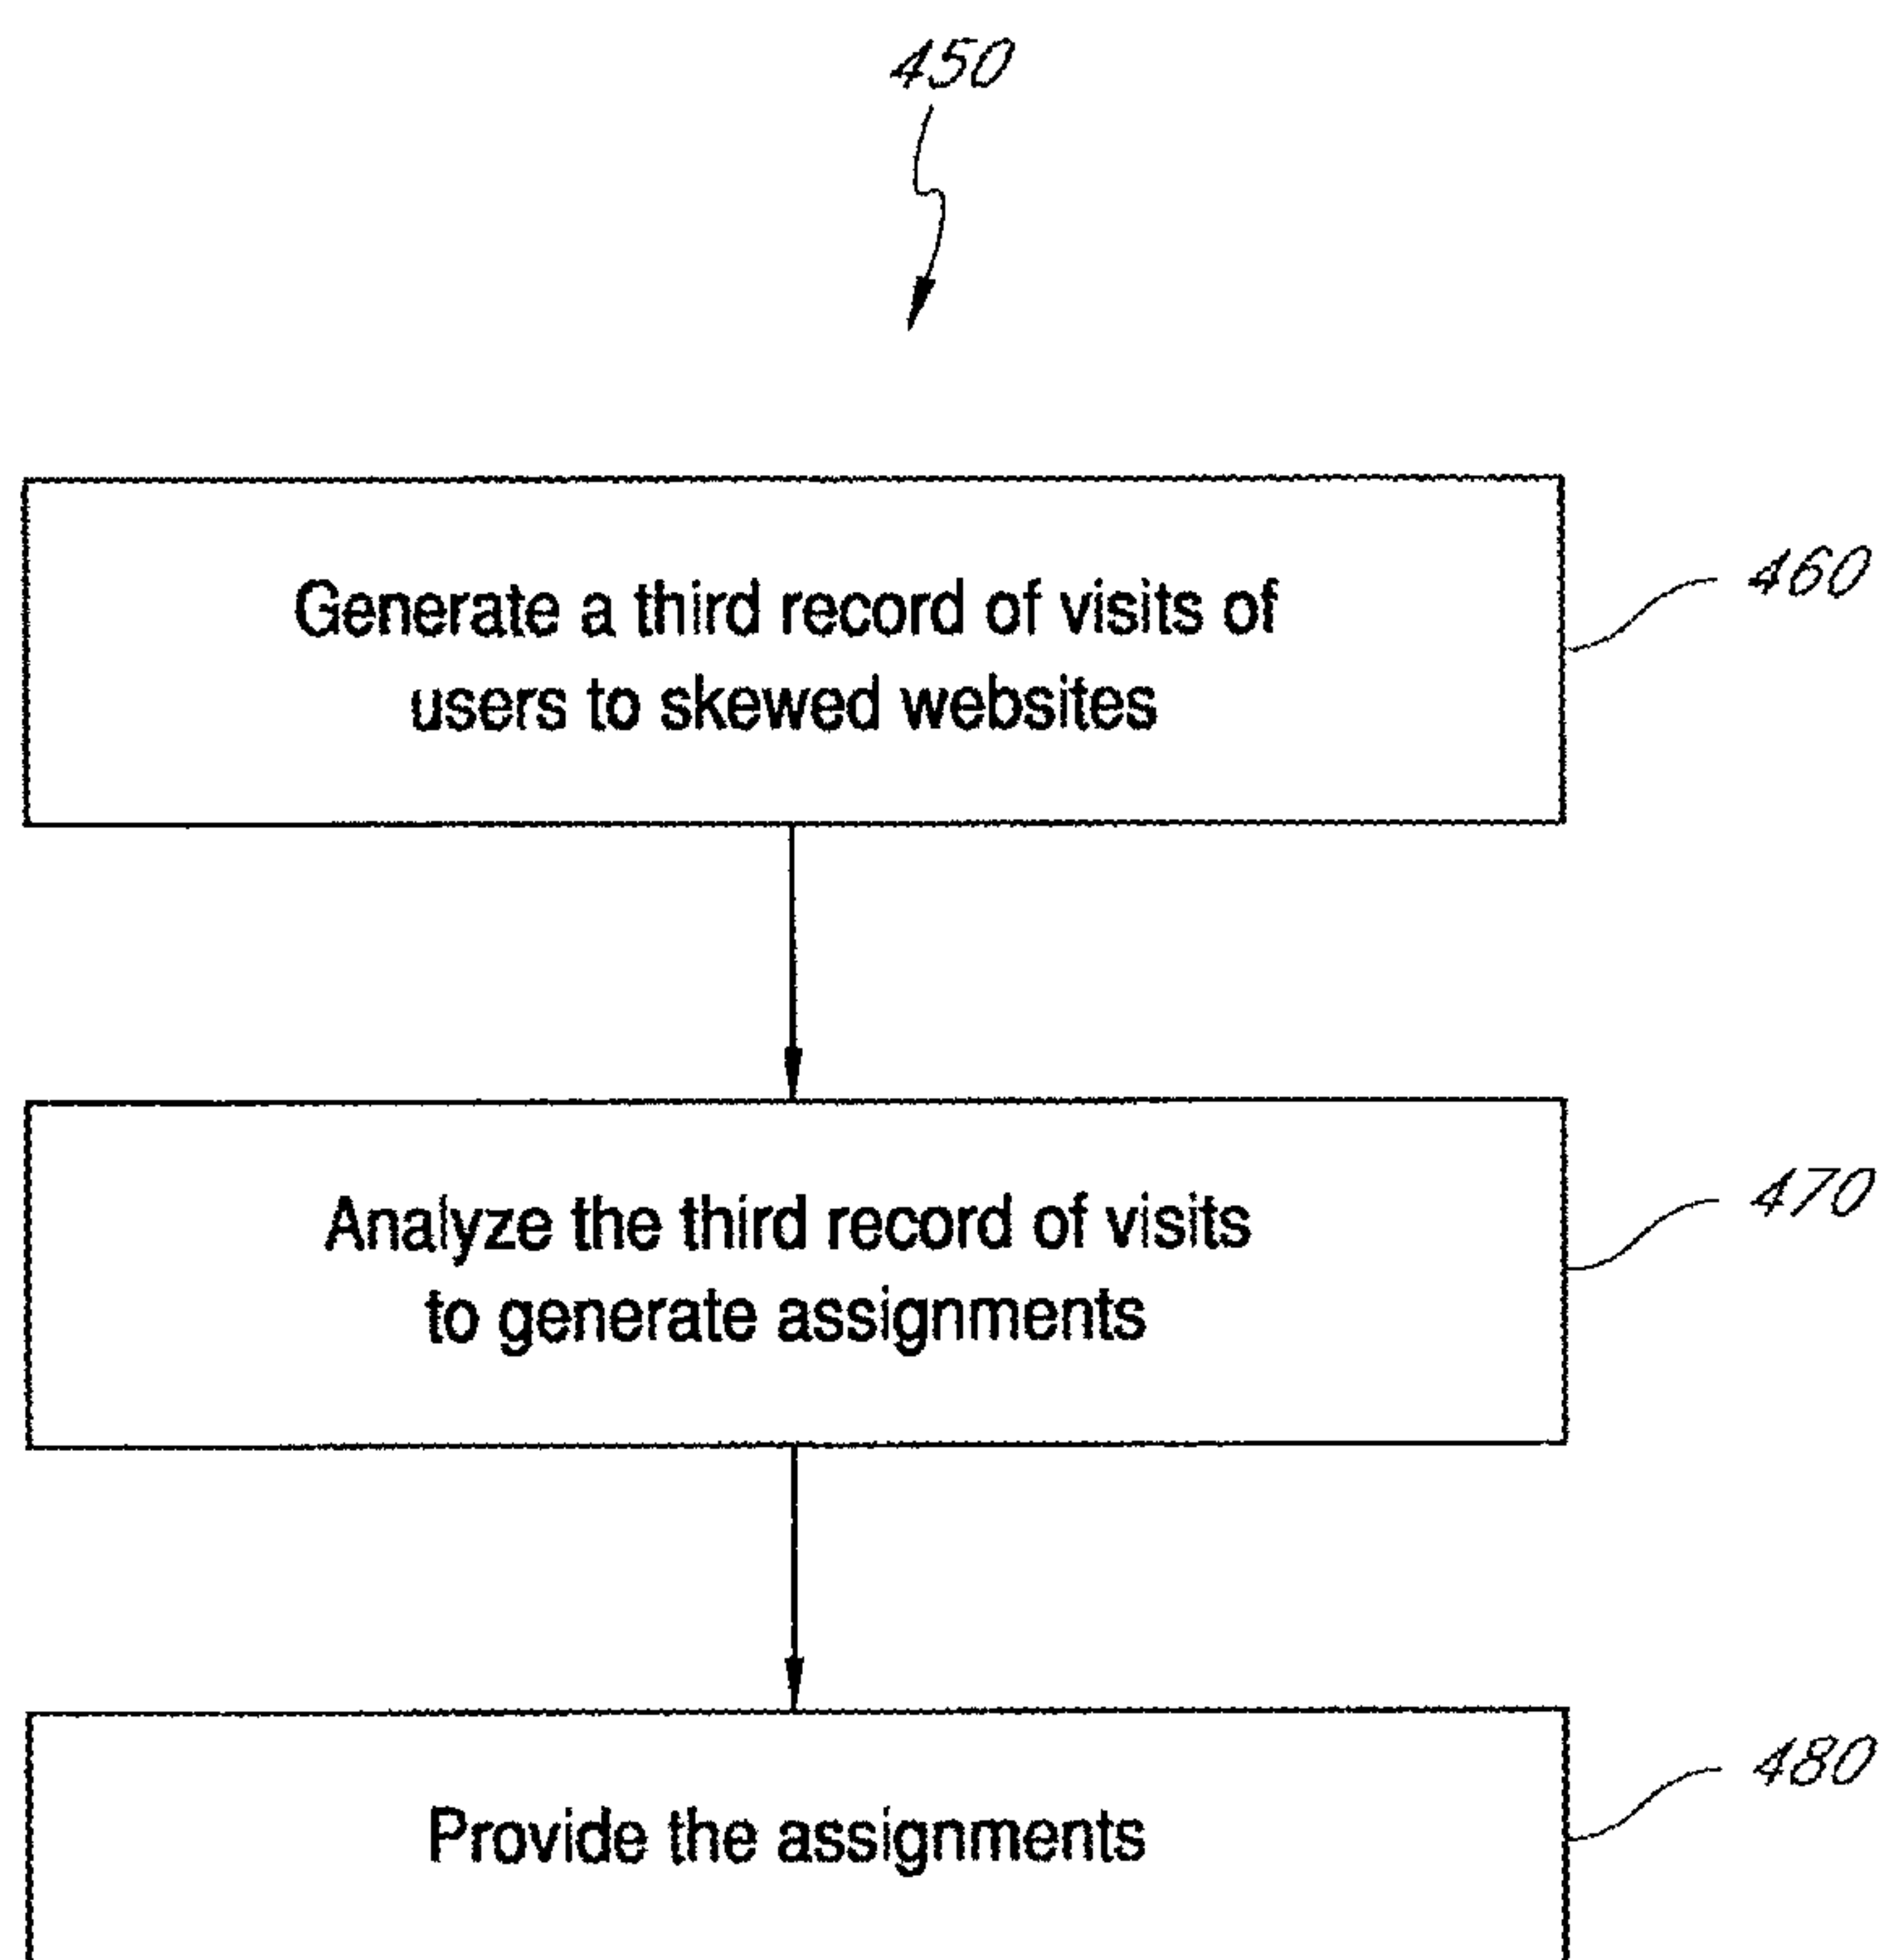 450
Generate a third record of visits of
users to skewed websites
460
Analyze the third record of visits
to generate assignments
470
Provide the assignments
480